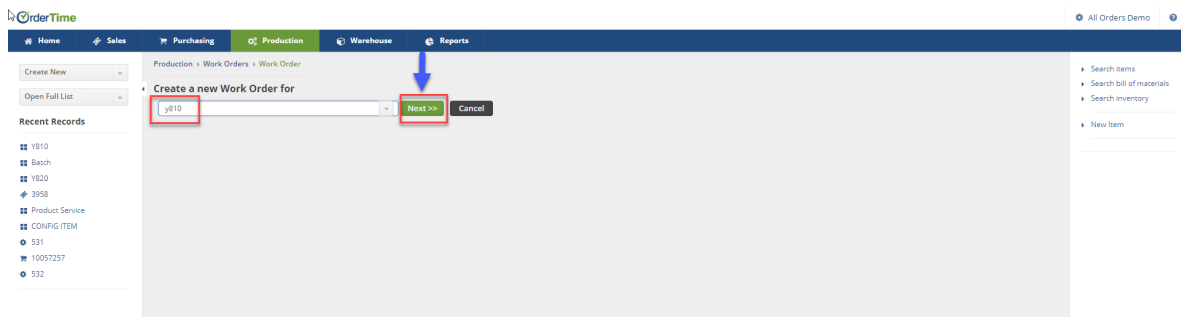 OrderTime
All Orders Demo
Home Sales Purchasing Production Warehouse Reports
Create New
Open Full List
Recent Records
Y810
Batch
Y820
3958
Product Service
CONFIG ITEM
531
10057257
532
Production Work Orders Work Order
Create a new Work Order for
y810 Next >> Cancel
Search items
Search bill of materials
Search inventory
New Item